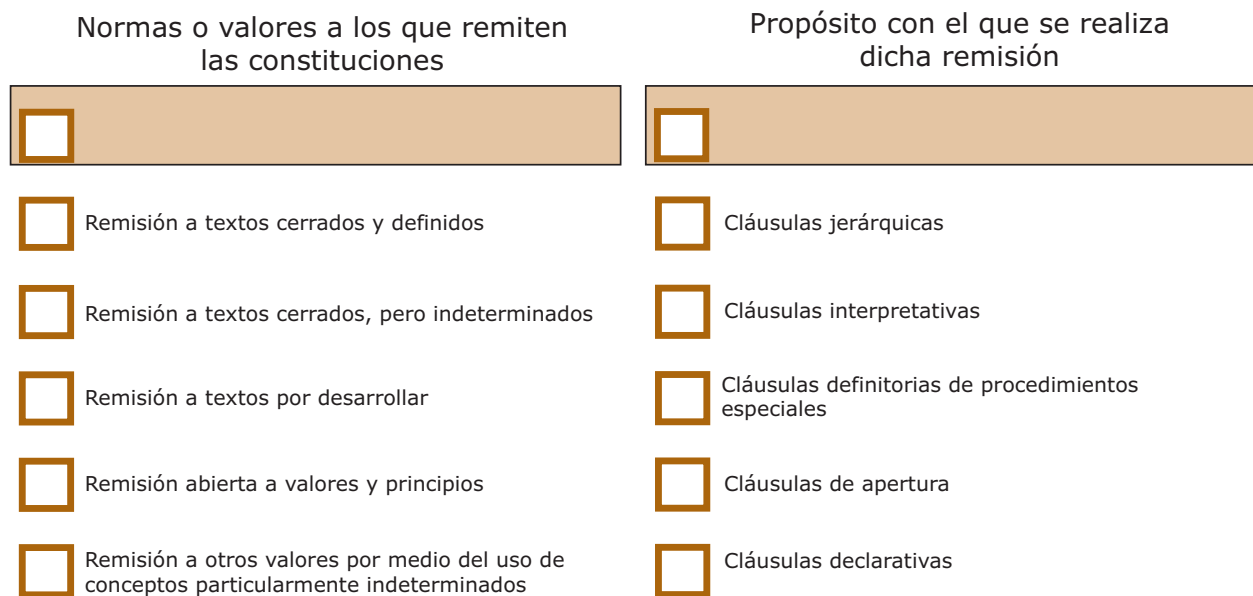 Normas o valores a los que remiten
las constituciones
Propósito con el que se realiza
dicha remisión
Remisión a textos cerrados y definidos
Remisión a textos cerrados, pero indeterminados
Remisión a textos por desarrollar
Remisión abierta a valores y principios
Remisión a otros valores por medio del uso de
conceptos particularmente indeterminados
Cláusulas jerárquicas
Cláusulas interpretativas
Cláusulas definitorias de procedimientos
especiales
Cláusulas de apertura
Cláusulas declarativas